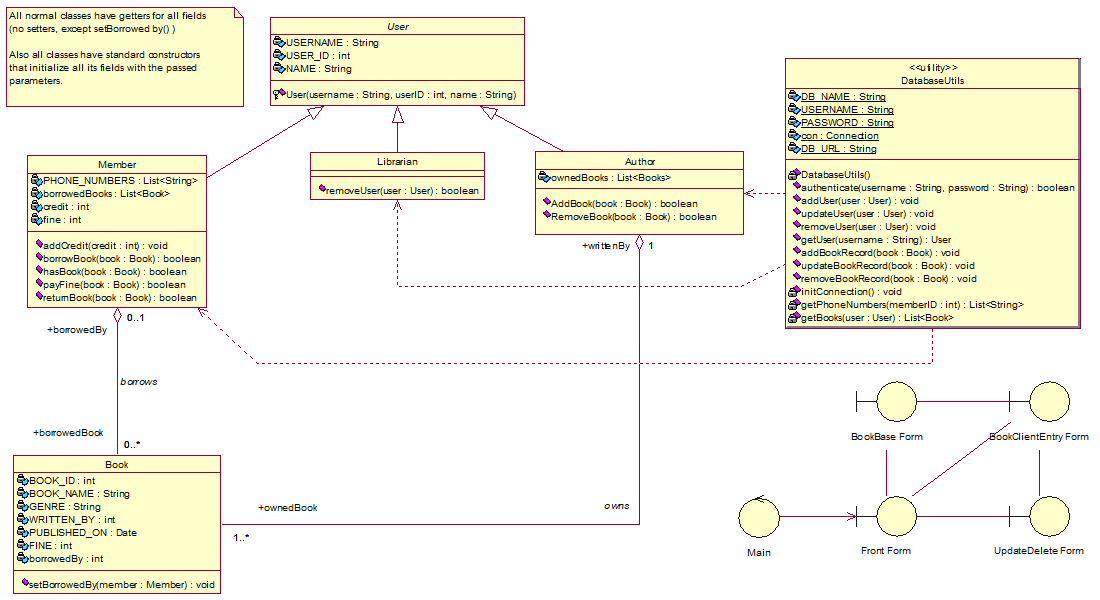 All normal classes have getters for all fields
(no setters, except setBorrowed by() )
Also all classes have standard constructors
that initialize all its fields with the passed
parameters.
User
USERNAME : String
USER_ID : int
NAME : String
User(username : String, userID : int, name : String)
<<utility>>
DatabaseUtils
DB_NAME : String
USERNAME : String
PASSWORD : String
con : Connection
DB_URL : String
DatabaseUtils()
authenticate(username : String, password : String) : boolean
addUser(user : User) : void
updateUser(user : User) : void
removeUser(user : User) : void
getUser(username : String) : User
addBookRecord(book : Book) : void
updateBookRecord(book : Book) : void
removeBookRecord(book : Book) : void
initConnection() : void
getPhoneNumbers(memberID : int) : List<String>
getBooks(user : User) : List<Book>
Member
PHONE_NUMBERS : List<String>
borrowedBooks : List<Book>
credit : int
fine : int
addCredit(credit : int) : void
borrowBook(book : Book) : boolean
hasBook(book : Book) : boolean
payFine(book : Book) : boolean
returnBook(book : Book) : boolean
Librarian
removeUser(user : User) : boolean
Author
ownedBooks : List<Books>
AddBook(book : Book) : boolean
RemoveBook(book : Book) : boolean
+writtenBy
1
0..1
+borrowedBy
borrows
+borrowedBook
0..*
Book
BOOK_ID : int
BOOK_NAME : String
GENRE : String
WRITTEN_BY : int
PUBLISHED_ON : Date
FINE : int
borrowedBy : int
setBorrowedBy(member : Member) : void
+ownedBook
1..*
owns
BookBase Form
BookClientEntry Form
Main
Front Form
UpdateDelete Form